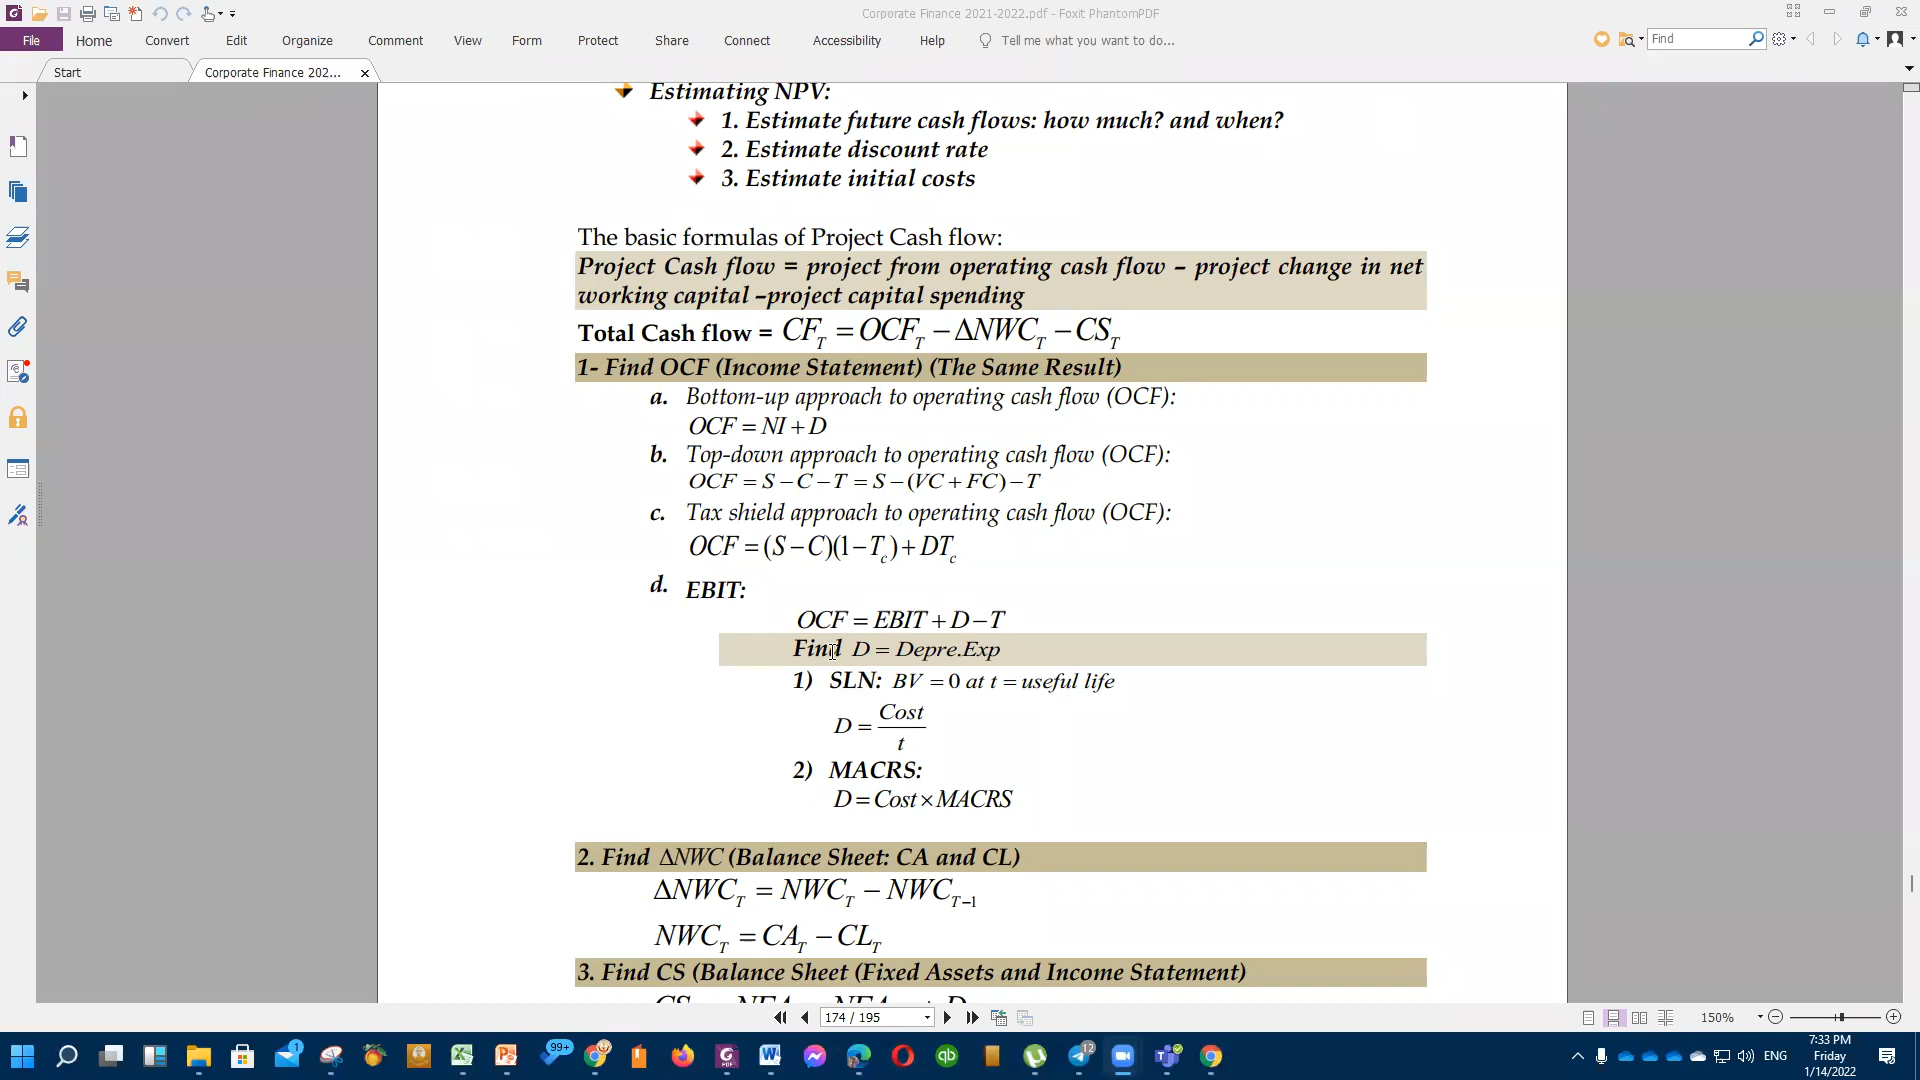 Corporate Finance 2021-2022.pdf - Foxit PhantomPDF
File Home Convert Edit Organize Comment View Form Protect Share Connect Accessibility Help Tell me what you want to do... Find
Start Corporate Finance 202... ×
Estimating NPV:
1. Estimate future cash flows: how much? and when?
2. Estimate discount rate
3. Estimate initial costs
The basic formulas of Project Cash flow:
Project Cash flow = project from operating cash flow – project change in net
working capital –project capital spending
Total Cash flow = CF_T = OCF_T − ΔNWC_T − CS_T
1- Find OCF (Income Statement) (The Same Result)
a. Bottom-up approach to operating cash flow (OCF):
OCF = NI + D
b. Top-down approach to operating cash flow (OCF):
OCF = S − C − T = S − (VC + FC) − T
c. Tax shield approach to operating cash flow (OCF):
OCF = (S − C)(1 − T_c) + DT_c
d. EBIT:
OCF = EBIT + D − T
Find D = Depre.Exp
1) SLN: BV = 0 at t = useful life
D = Cost
t
2) MACRS:
D = Cost × MACRS
2. Find ΔNWC (Balance Sheet: CA and CL)
ΔNWC_T = NWC_T − NWC_T−1
NWC_T = CA_T − CL_T
3. Find CS (Balance Sheet (Fixed Assets and Income Statement)
174 / 195
150%
1 99+ 12
ENG
7:33 PM
Friday
1/14/2022